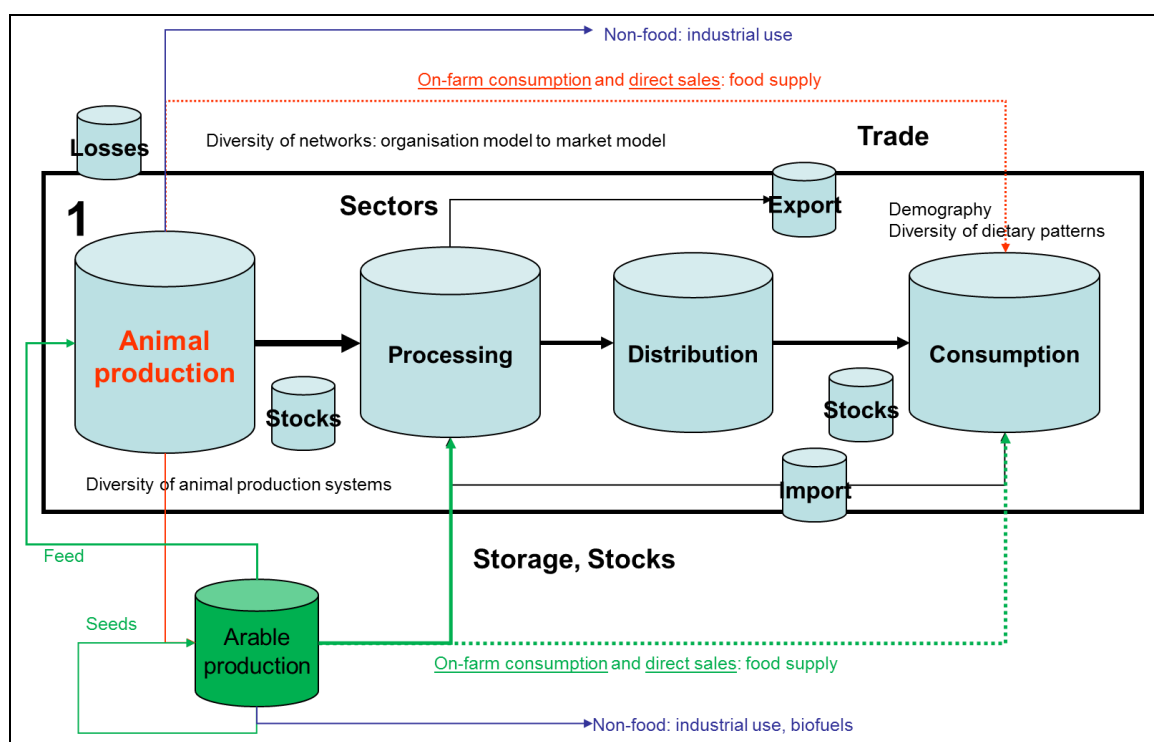 Non-food: industrial use
On-farm consumption and direct sales: food supply
Losses
Diversity of networks: organisation model to market model
Trade
1
Sectors
Export
Demography
Diversity of dietary patterns
Animal
production
Processing
Distribution
Consumption
Stocks
Stocks
Diversity of animal production systems
Import
Feed
Storage, Stocks
Seeds
Arable
production
On-farm consumption and direct sales: food supply
Non-food: industrial use, biofuels